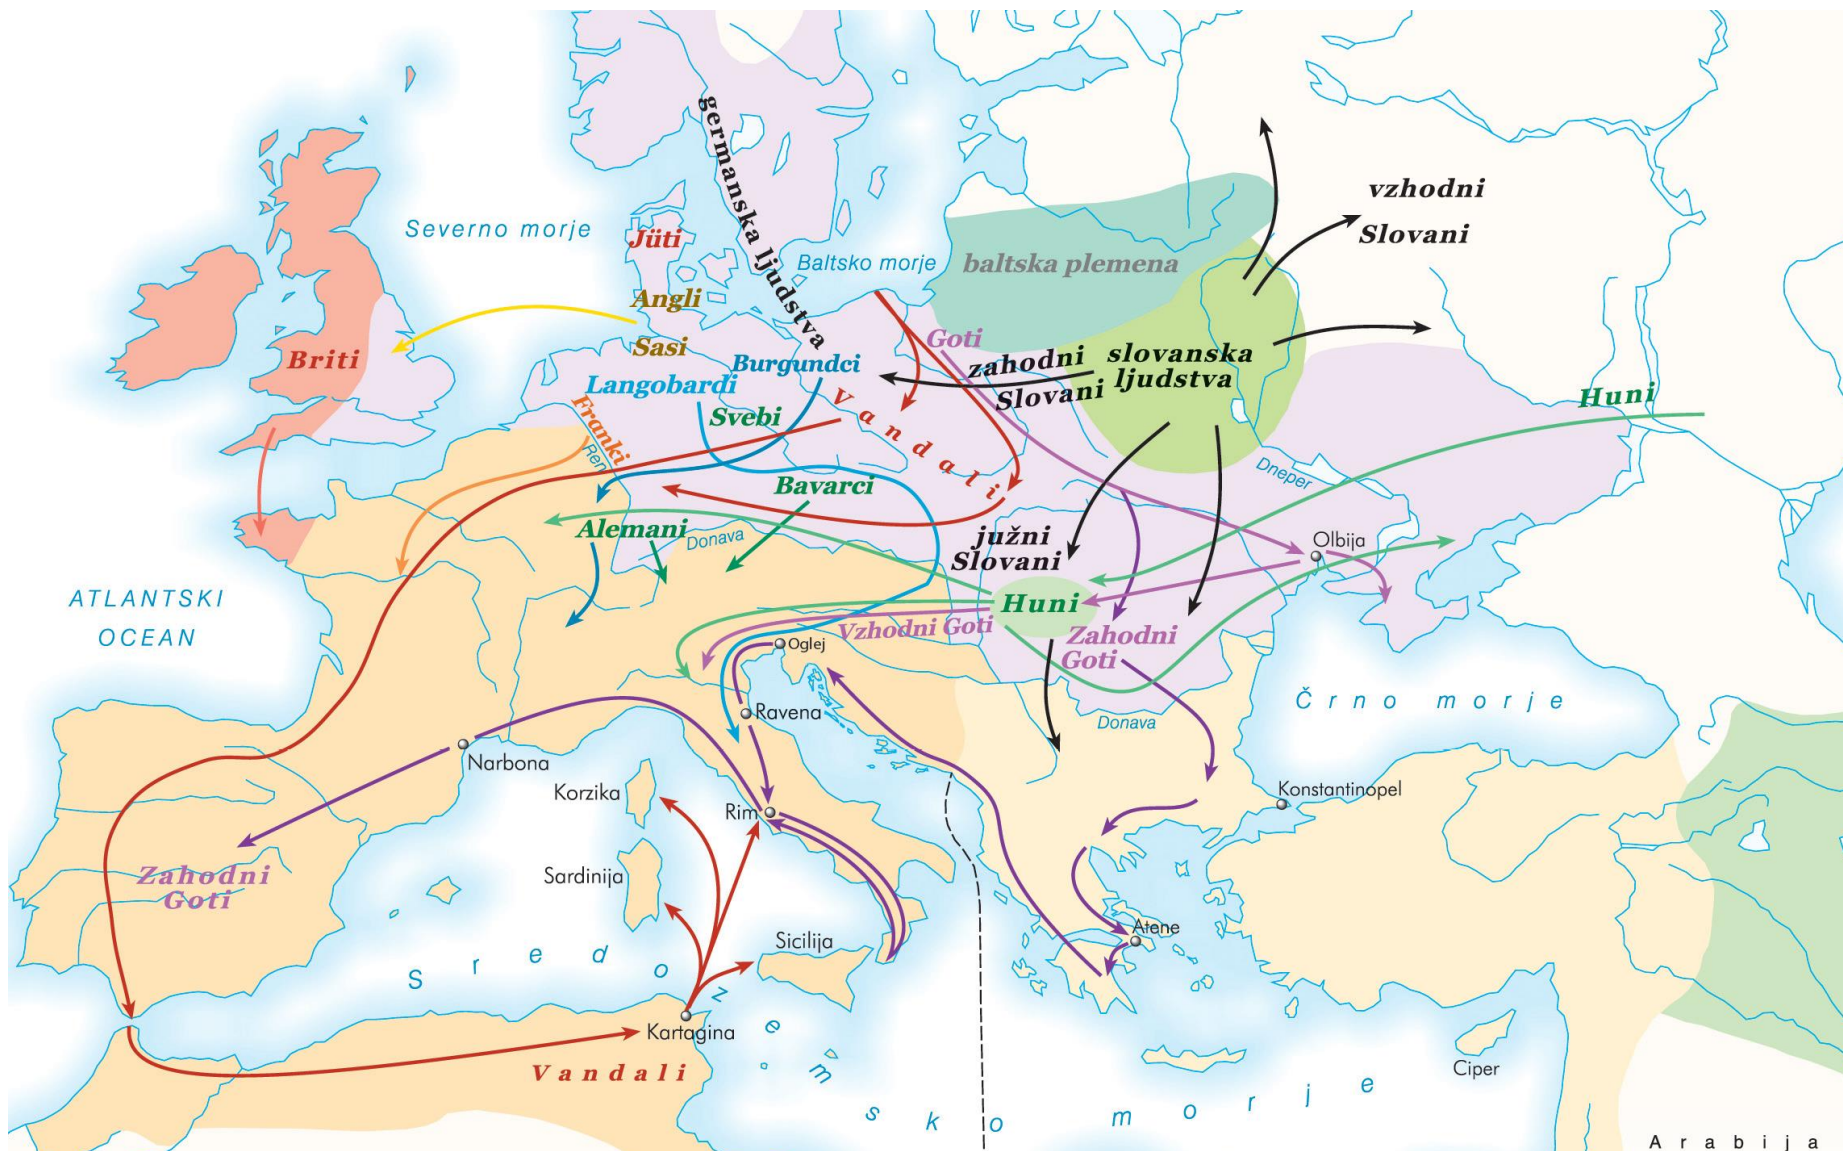 germanska ljudstva
vzhodni
Slovani
Severno morje
Jüti
Baltsko morje
baltska plemena
Angli
Sasi
Goti
Briti
Burgundci
zahodni
Slovani
slovanska
ljudstva
Langobardi
Huni
Franki
Svebi
Vandali
Ren
Dneper
Bavarci
Alemani
Donava
južni
Slovani
Olbija
ATLANTSKI
OCEAN
Huni
Vzhodni Goti
Zahodni
Goti
Oglej
Črno morje
Ravena
Donava
Narbona
Korzika
Rim
Konstantinopel
Sardinija
Zahodni
Goti
Atene
Sicilija
Sredozemsko morje
Kartagina
Vandali
Ciper
Arabija